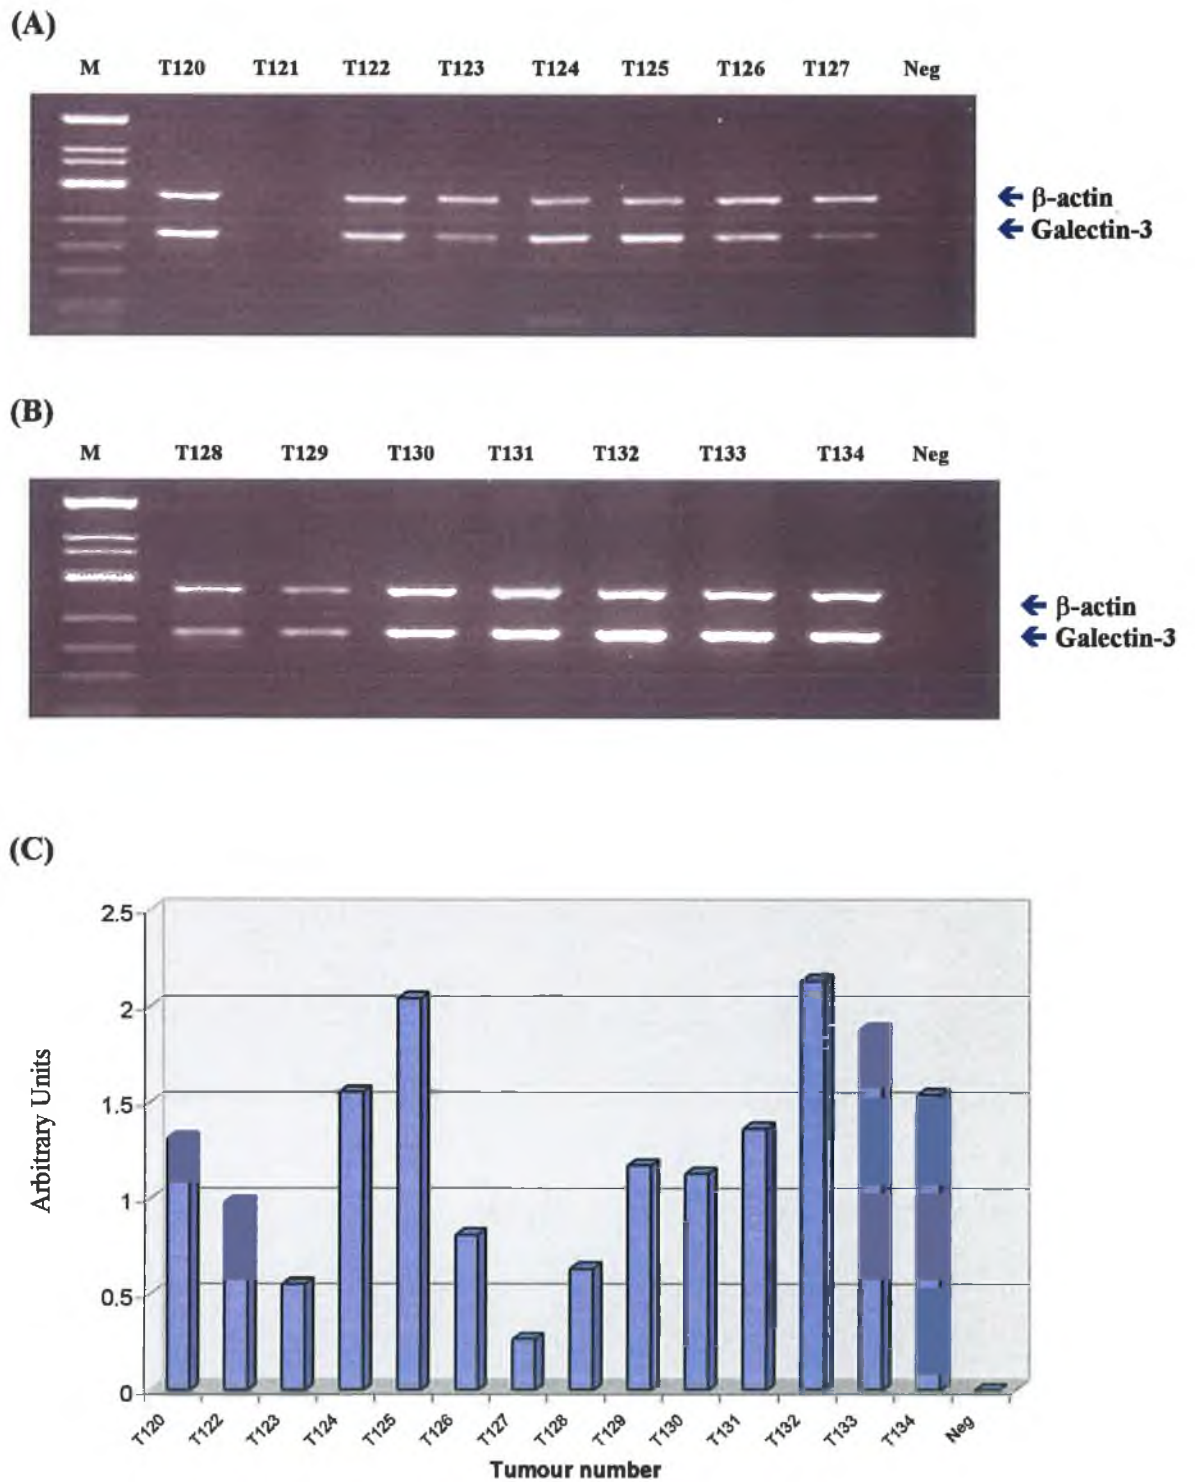 (A)
M T120 T121 T122 T123 T124 T125 T126 T127 Neg
β-actin
Galectin-3
(B)
M T128 T129 T130 T131 T132 T133 T134 Neg
β-actin
Galectin-3
(C)
2.5
2
1.5
1
0.5
0
Arbitrary Units
T120 T122 T123 T124 T125 T126 T127 T128 T129 T130 T131 T132 T133 T134 Neg
Tumour number